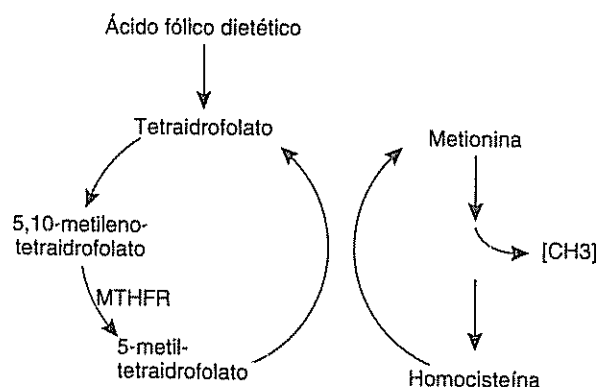 Ácido fólico dietético
Tetraidrofolato
Metionina
5,10-metileno-
tetraidrofolato
[CH3]
MTHFR
5-metil-
tetraidrofolato
Homocisteína